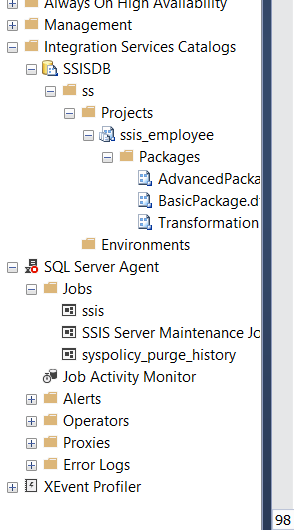 Always On High Availability
Management
Integration Services Catalogs
SSISDB
ss
Projects
ssis_employee
Packages
AdvancedPacka
BasicPackage.d
Transformation
Environments
SQL Server Agent
Jobs
ssis
SSIS Server Maintenance Jo
syspolicy_purge_history
Job Activity Monitor
Alerts
Operators
Proxies
Error Logs
XEvent Profiler
98